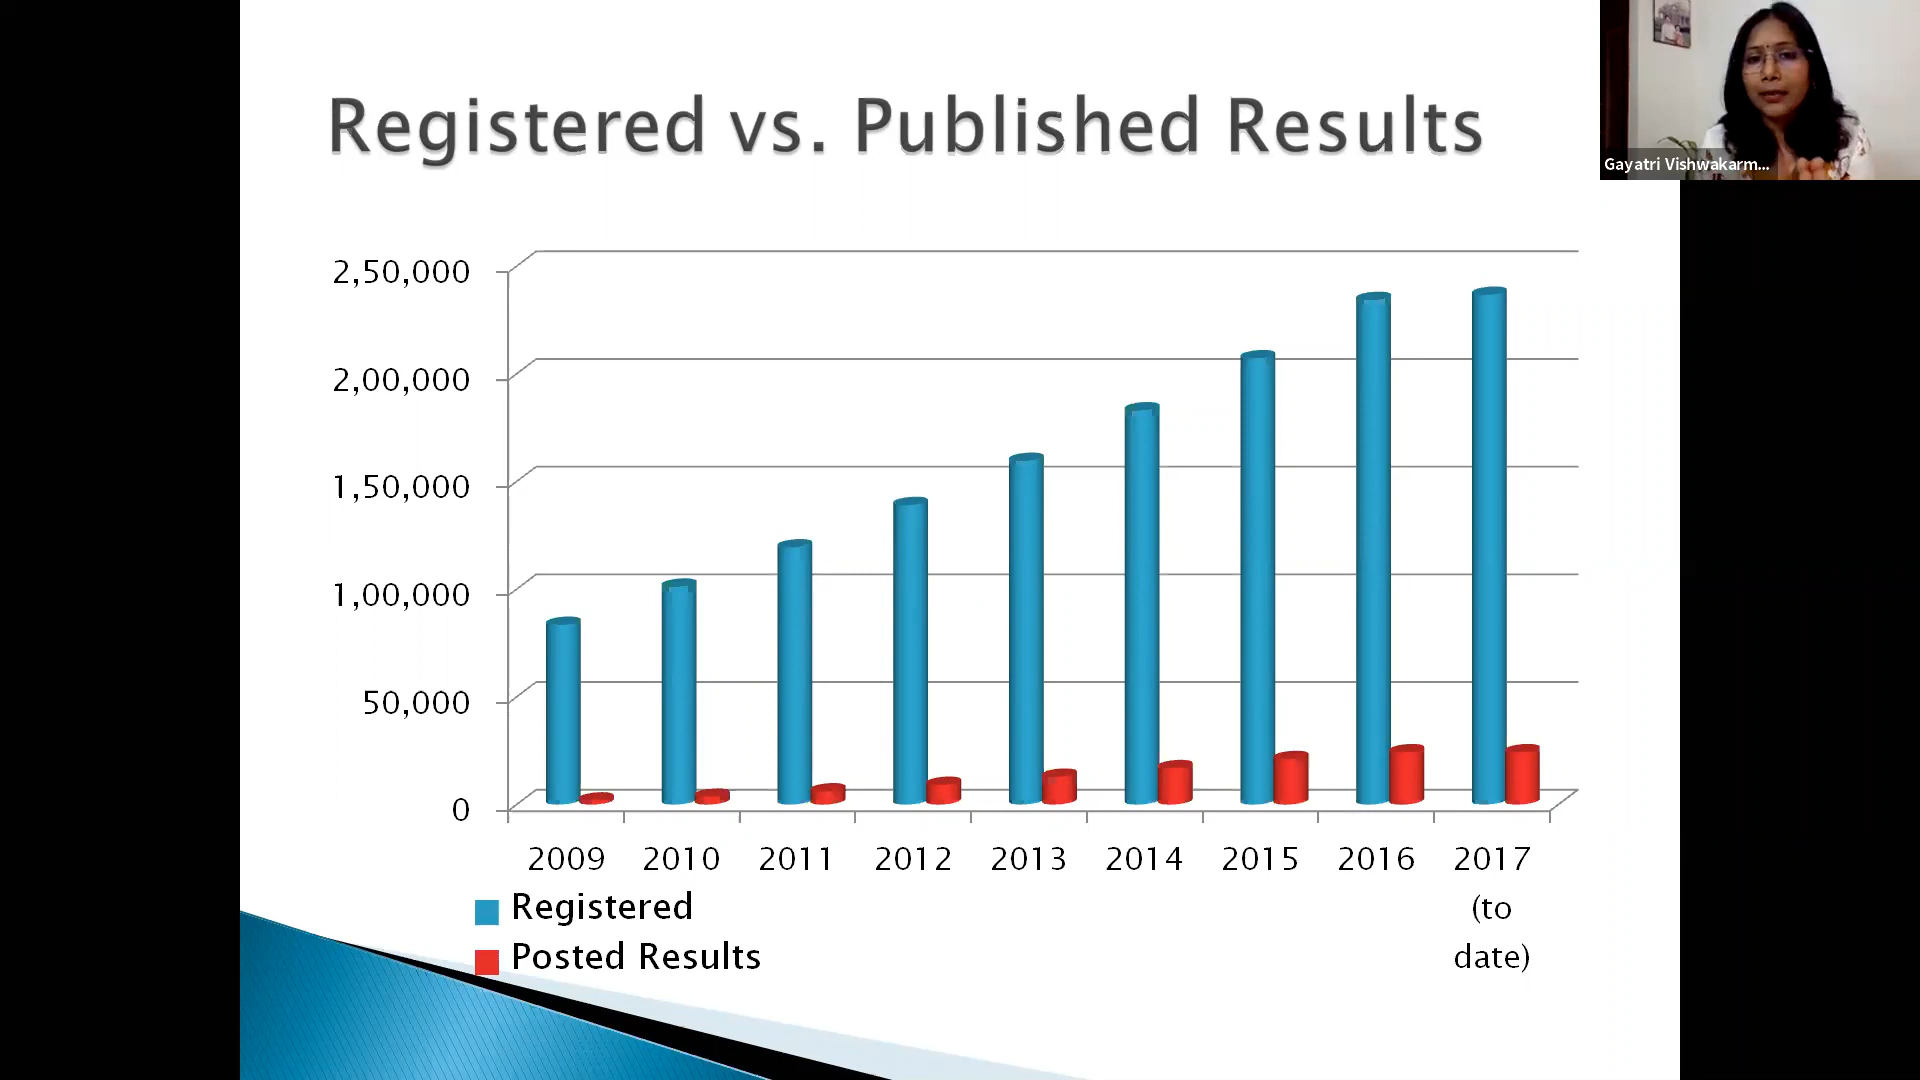 Registered vs. Published Results
Gayatri Vishwakarm...
2,50,000
2,00,000
1,50,000
1,00,000
50,000
0
2009 2010 2011 2012 2013 2014 2015 2016 2017
(to
date)
Registered
Posted Results